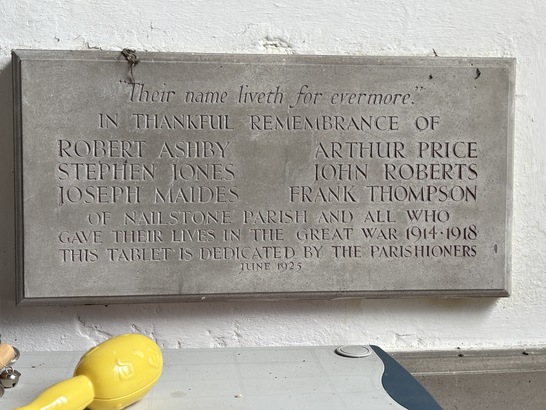 "Their name liveth for evermore."
IN THANKFUL REMEMBRANCE OF
ROBERT ASHBY ARTHUR PRICE
STEPHEN JONES JOHN ROBERTS
JOSEPH MAIDES FRANK THOMPSON
OF NAILSTONE PARISH AND ALL WHO
GAVE THEIR LIVES IN THE GREAT WAR 1914·1918
THIS TABLET IS DEDICATED BY THE PARISHIONERS
JUNE 1925